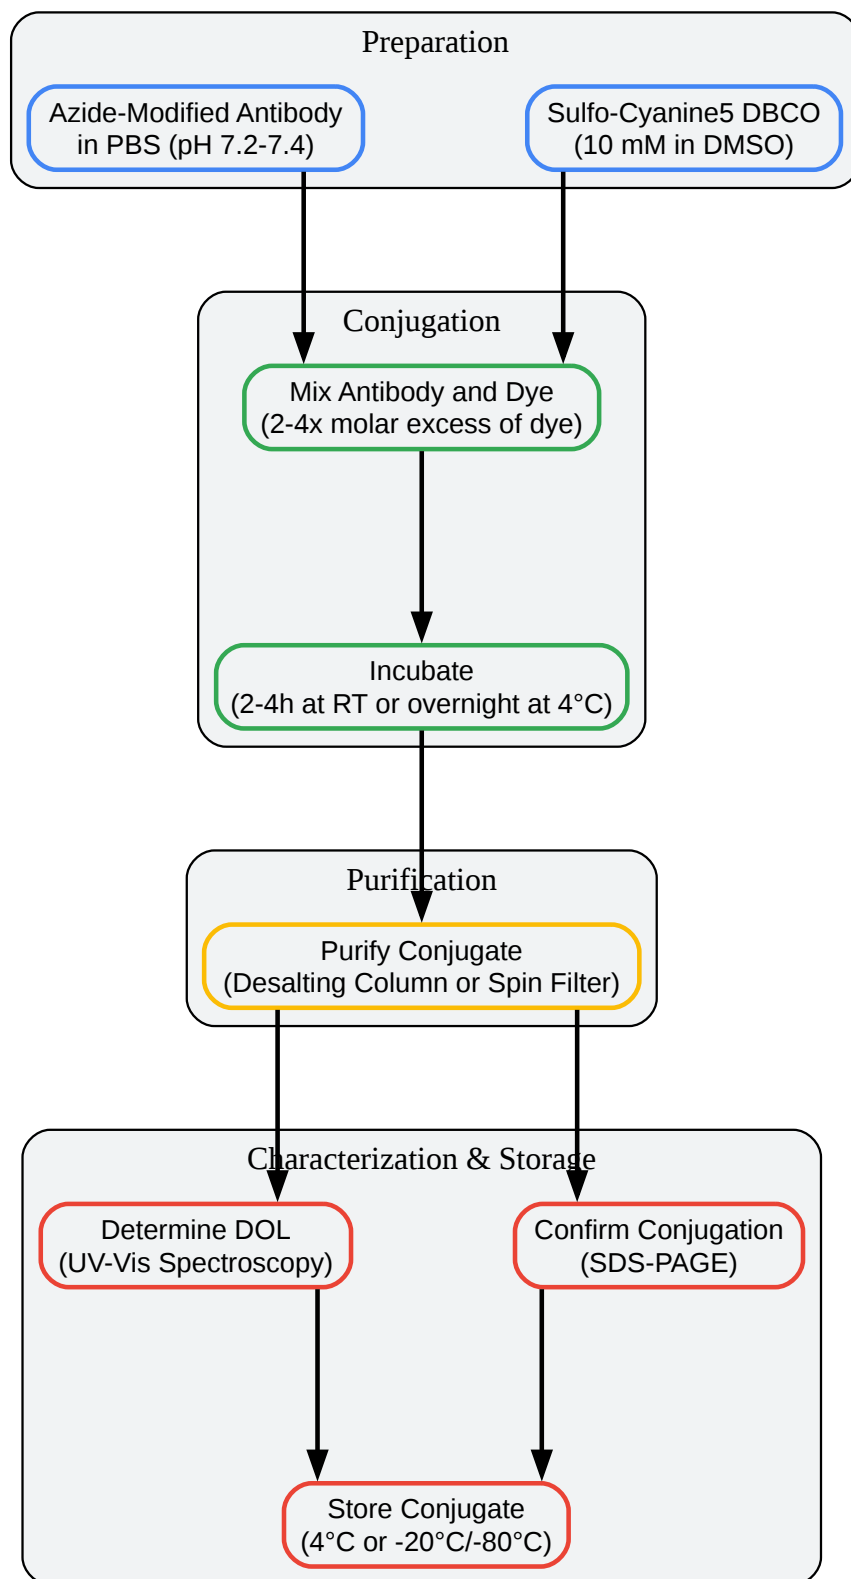 Preparation
Azide-Modified Antibody
in PBS (pH 7.2-7.4)
Sulfo-Cyanine5 DBCO
(10 mM in DMSO)
Conjugation
Mix Antibody and Dye
(2-4x molar excess of dye)
Incubate
(2-4h at RT or overnight at 4°C)
Purification
Purify Conjugate
(Desalting Column or Spin Filter)
Characterization & Storage
Determine DOL
(UV-Vis Spectroscopy)
Confirm Conjugation
(SDS-PAGE)
Store Conjugate
(4°C or -20°C/-80°C)